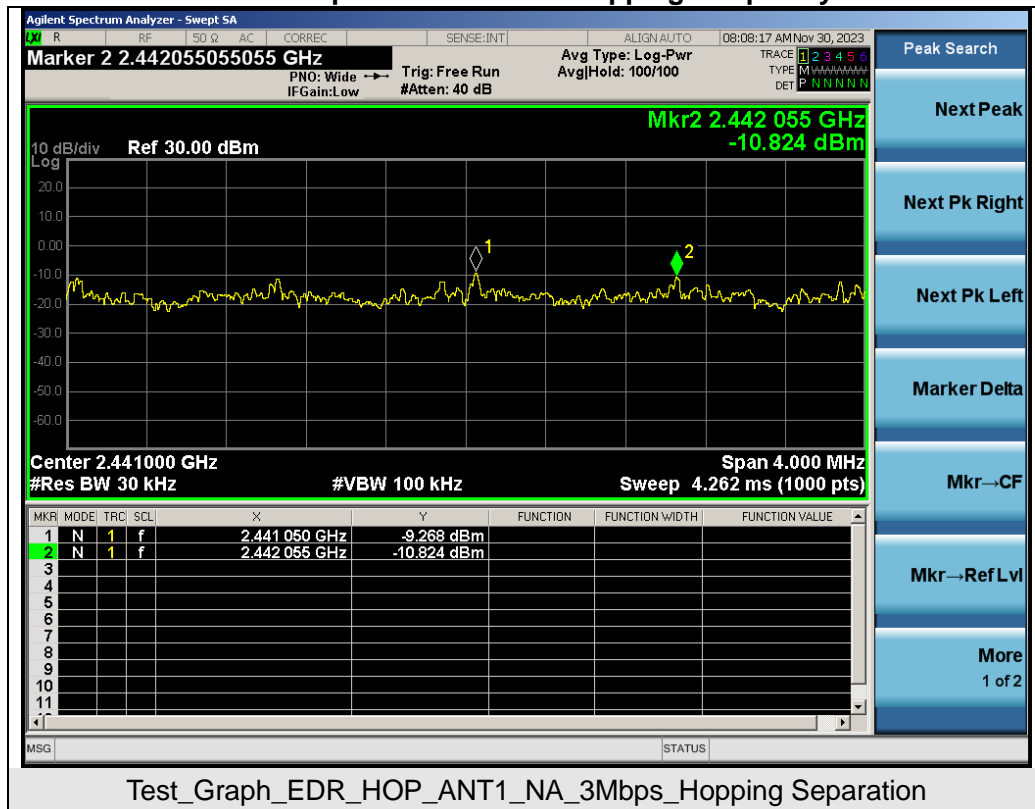 Agilent Spectrum Analyzer - Swept SA
LXI R RF 50 Ω AC CORREC SENSE:INT ALIGN AUTO 08:08:17 AM Nov 30, 2023
Marker 2 2.442055055055 GHz
PNO: Wide
IFGain:Low
Trig: Free Run
#Atten: 40 dB
Avg Type: Log-Pwr
Avg|Hold: 100/100
TRACE 1 2 3 4 5 6
TYPE M W W W W W
DET P N N N N N
Mkr2 2.442 055 GHz
-10.824 dBm
10 dB/div Ref 30.00 dBm
Log
20.0
10.0
0.00
-10.0
-20.0
-30.0
-40.0
-50.0
-60.0
1
2
Center 2.441000 GHz Span 4.000 MHz
#Res BW 30 kHz #VBW 100 kHz Sweep 4.262 ms (1000 pts)
MKR MODE TRC SCL X Y FUNCTION FUNCTION WIDTH FUNCTION VALUE
1 N 1 f 2.441 050 GHz -9.268 dBm
2 N 1 f 2.442 055 GHz -10.824 dBm
3
4
5
6
7
8
9
10
11
MSG STATUS
Peak Search
Next Peak
Next Pk Right
Next Pk Left
Marker Delta
Mkr→CF
Mkr→Ref Lvl
More
1 of 2
Test_Graph_EDR_HOP_ANT1_NA_3Mbps_Hopping Separation